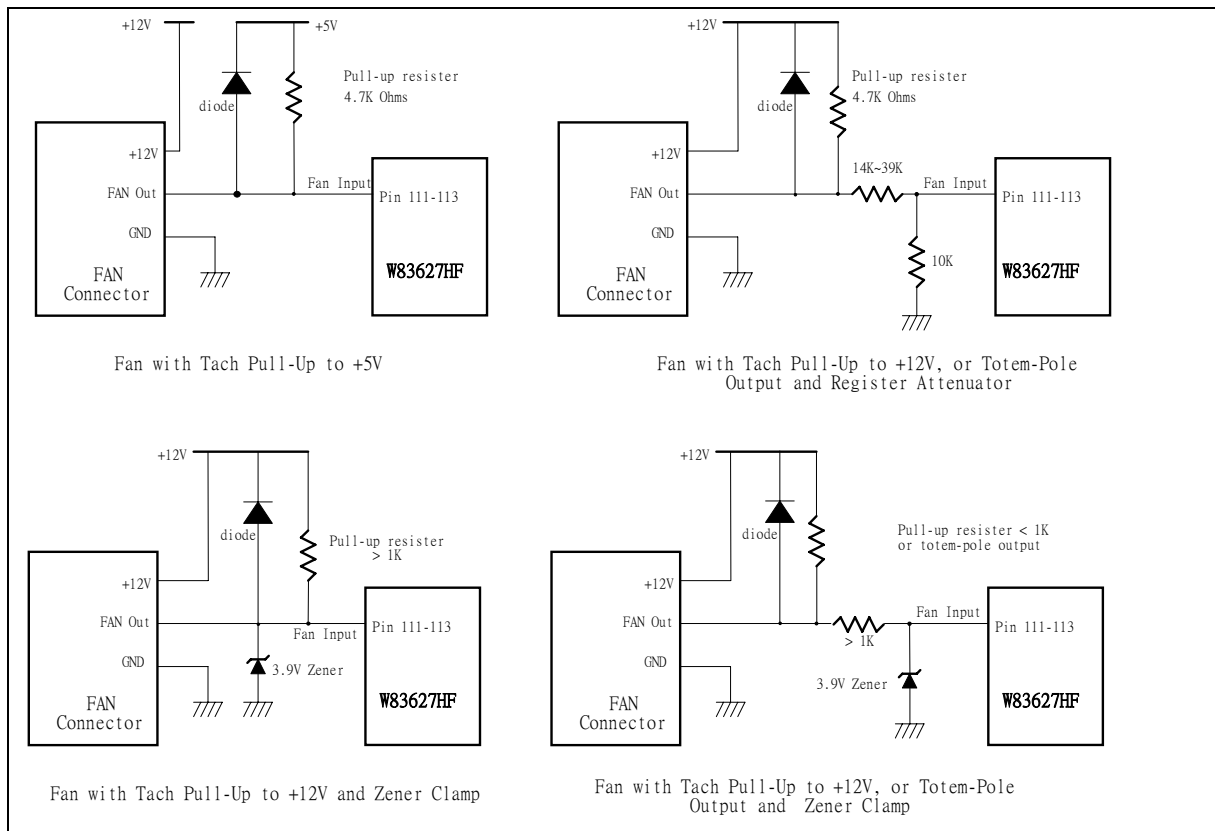 +12V
+5V
diode
Pull-up resister
4.7K Ohms
+12V
FAN Out
GND
FAN
Connector
Fan Input
Pin 111-113
W83627HF
Fan with Tach Pull-Up to +5V
+12V
diode
Pull-up resister
4.7K Ohms
+12V
FAN Out
GND
FAN
Connector
14K~39K
Fan Input
10K
Pin 111-113
W83627HF
Fan with Tach Pull-Up to +12V, or Totem-Pole
Output and Register Attenuator
+12V
diode
Pull-up resister
> 1K
+12V
FAN Out
GND
FAN
Connector
Fan Input
3.9V Zener
Pin 111-113
W83627HF
Fan with Tach Pull-Up to +12V and Zener Clamp
+12V
diode
Pull-up resister < 1K
or totem-pole output
+12V
FAN Out
GND
FAN
Connector
> 1K
Fan Input
3.9V Zener
Pin 111-113
W83627HF
Fan with Tach Pull-Up to +12V, or Totem-Pole
Output and Zener Clamp